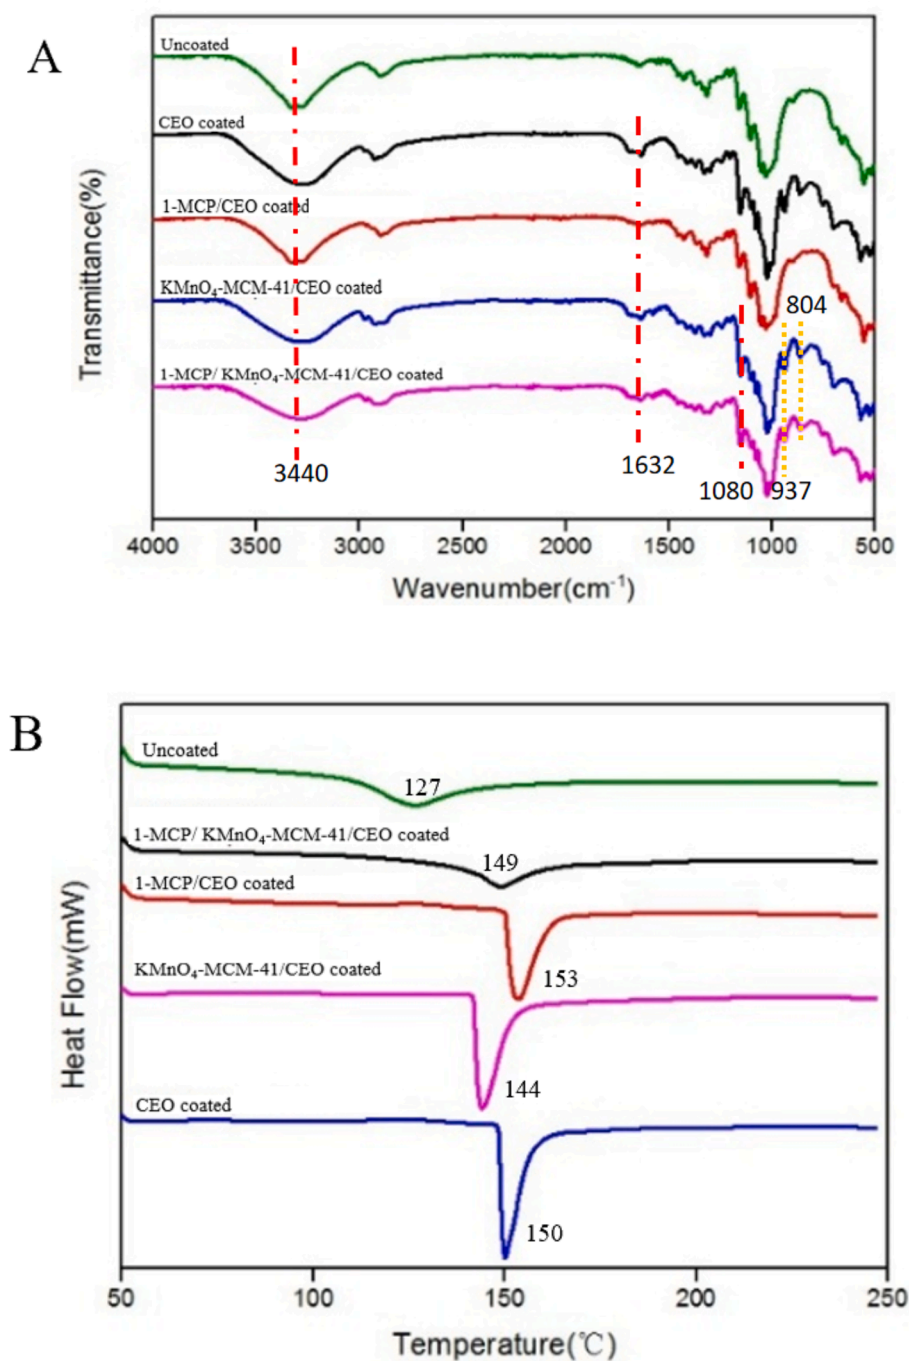 A
Uncoated
CEO coated
1-MCP/CEO coated
KMnO₄-MCM-41/CEO coated
804
1-MCP/ KMnO₄-MCM-41/CEO coated
3440
1632
1080
937
Transmittance(%)
4000 3500 3000 2500 2000 1500 1000 500
Wavenumber(cm⁻¹)
B
Uncoated
127
1-MCP/ KMnO₄-MCM-41/CEO coated
149
1-MCP/CEO coated
153
KMnO₄-MCM-41/CEO coated
144
CEO coated
150
Heat Flow(mW)
50 100 150 200 250
Temperature(℃)